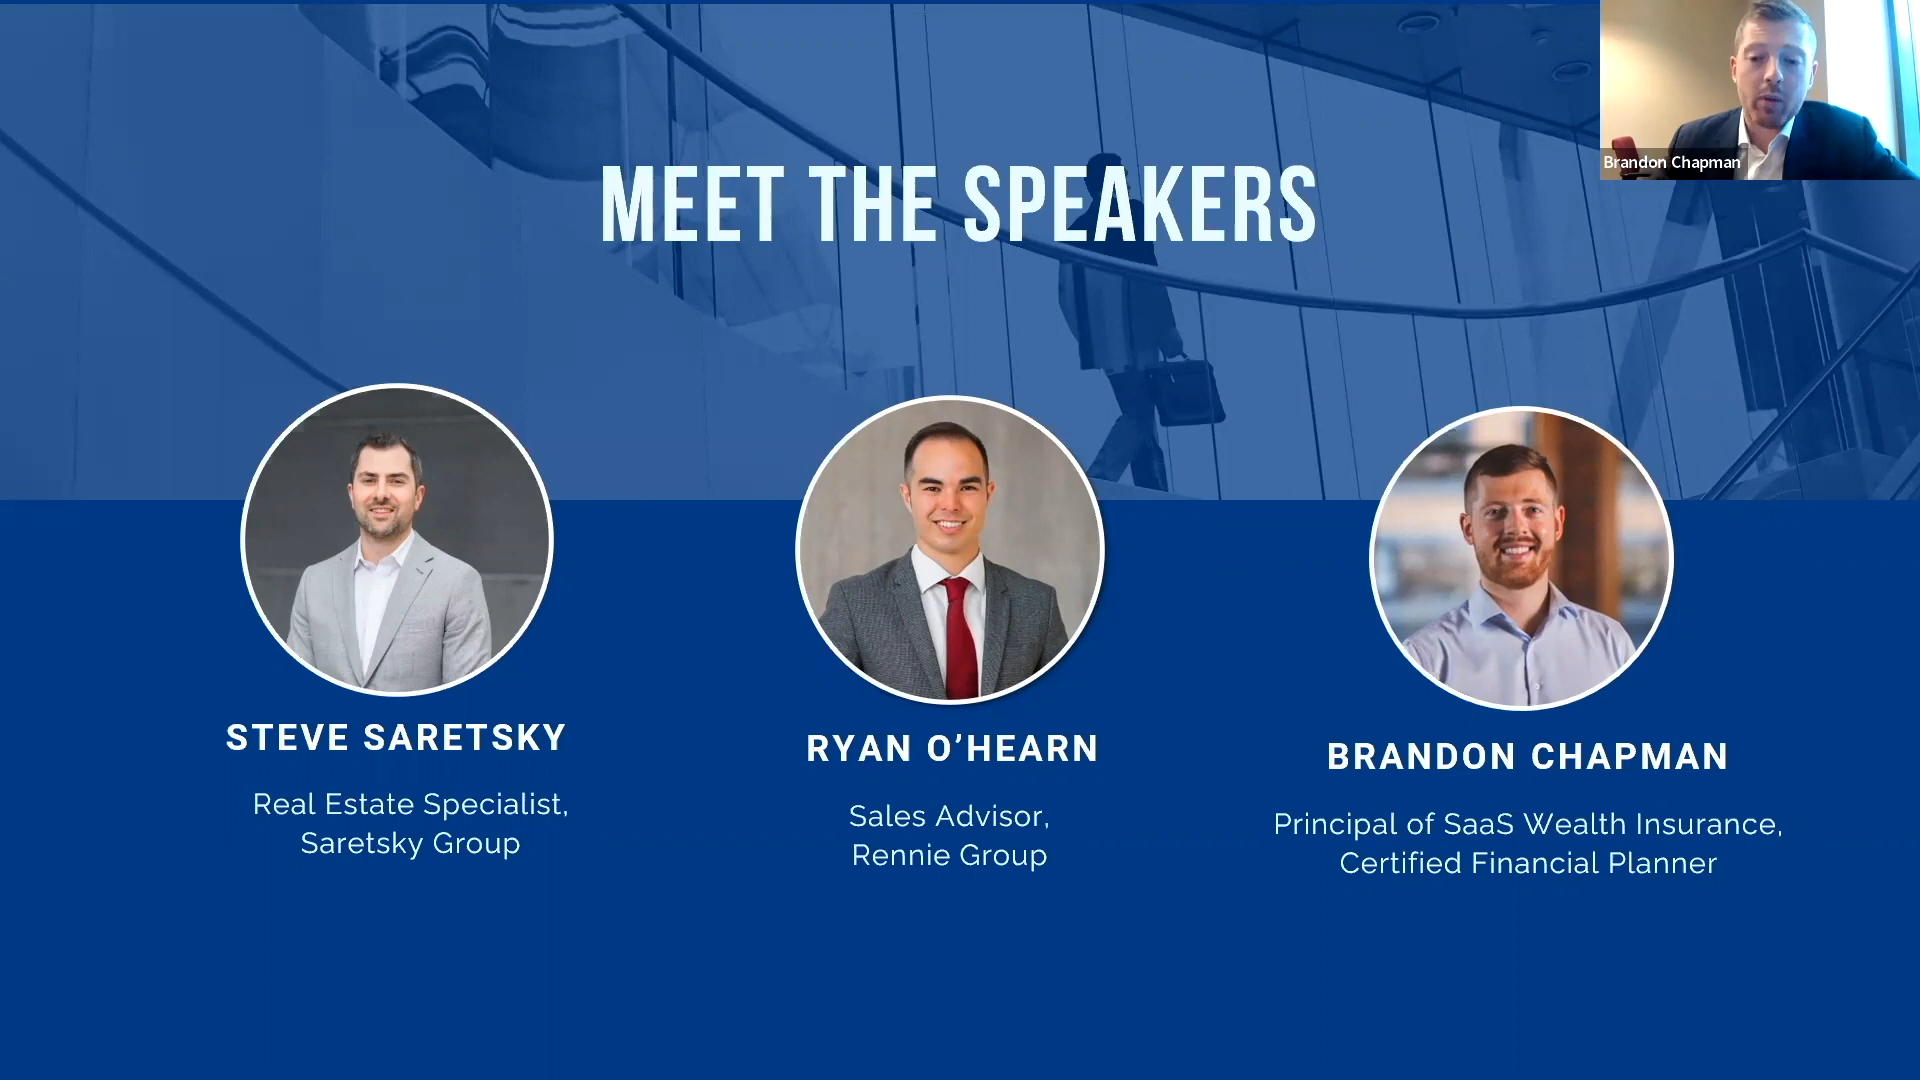 Brandon Chapman
MEET THE SPEAKERS
STEVE SARETSKY
Real Estate Specialist,
Saretsky Group
RYAN O’HEARN
Sales Advisor,
Rennie Group
BRANDON CHAPMAN
Principal of SaaS Wealth Insurance,
Certified Financial Planner